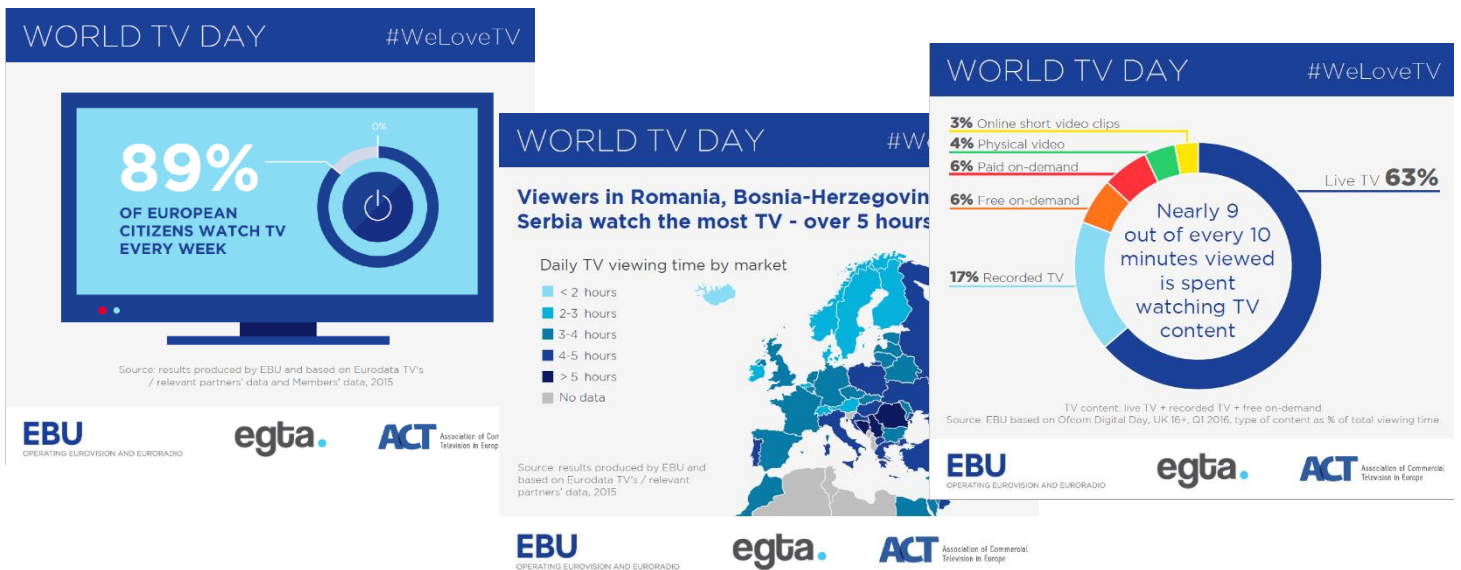 WORLD TV DAY #WeLoveTV
0%
89%
OF EUROPEAN
CITIZENS WATCH TV
EVERY WEEK
Source: results produced by EBU and based on Eurodata TV's
/ relevant partners' data and Members' data, 2015
EBU
OPERATING EUROVISION AND EURORADIO
egta.
ACT
Association of Com
Television in Europ
WORLD TV DAY #W
Viewers in Romania, Bosnia-Herzegovin
Serbia watch the most TV - over 5 hours
Daily TV viewing time by market
< 2 hours
2-3 hours
3-4 hours
4-5 hours
> 5 hours
No data
Source: results produced by EBU and
based on Eurodata TV's / relevant
partners' data, 2015
EBU
OPERATING EUROVISION AND EURORADIO
egta.
ACT
Association of Commercial
Television in Europe
WORLD TV DAY #WeLoveTV
3% Online short video clips
4% Physical video
6% Paid on-demand
6% Free on-demand
17% Recorded TV
Live TV 63%
Nearly 9
out of every 10
minutes viewed
is spent
watching TV
content
TV content: live TV + recorded TV + free on-demand.
Source: EBU based on Ofcom Digital Day, UK 16+, Q1 2016, type of content as % of total viewing time.
EBU
OPERATING EUROVISION AND EURORADIO
egta.
ACT
Association of Commercial
Television in Europe